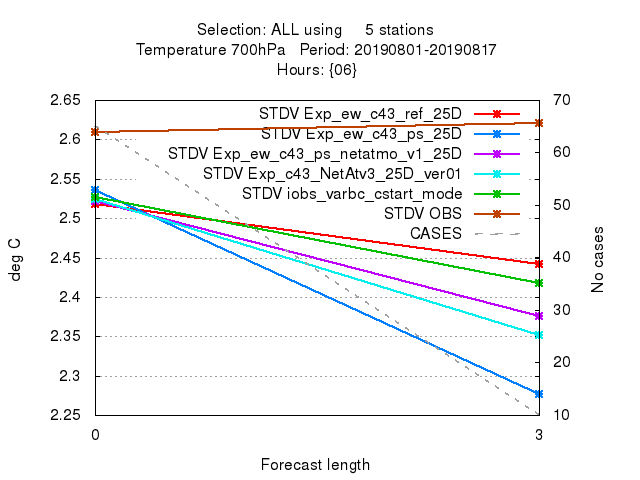 Selection: ALL using     5 stations
Temperature 700hPa   Period: 20190801-20190817
Hours: {06}
2.65
2.6
2.55
2.5
2.45
2.4
2.35
2.3
2.25
70
60
50
40
30
20
10
STDV Exp_ew_c43_ref_25D
STDV Exp_ew_c43_ps_25D
STDV Exp_ew_c43_ps_netatmo_v1_25D
STDV Exp_c43_NetAtv3_25D_ver01
STDV iobs_varbc_cstart_mode
STDV OBS
CASES
deg C
No cases
0
3
Forecast length